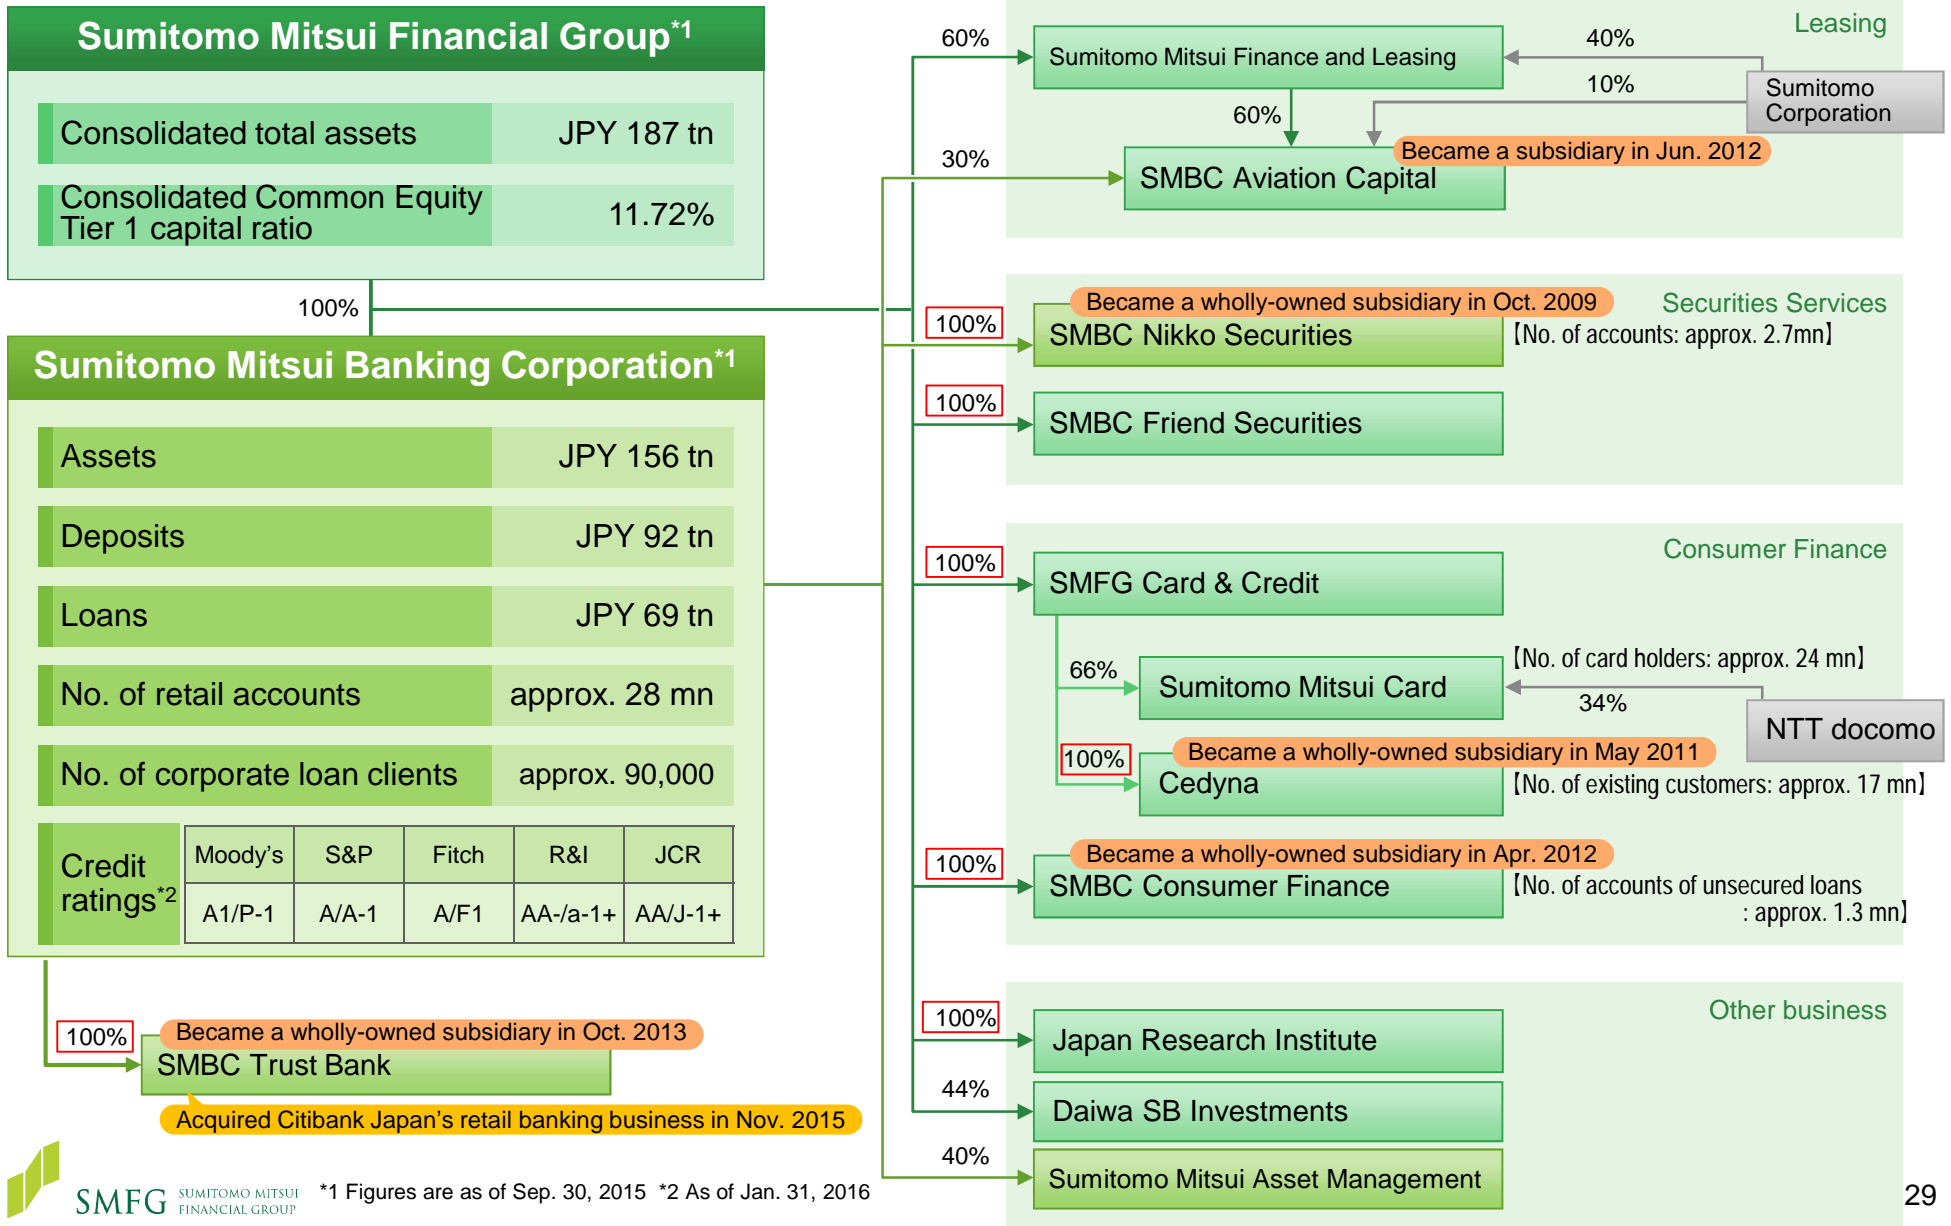 Sumitomo Mitsui Financial Group*1
Consolidated total assets
JPY 187 tn
Consolidated Common Equity
Tier 1 capital ratio
11.72%
100%
Sumitomo Mitsui Banking Corporation*1
Assets
JPY 156 tn
Deposits
JPY 92 tn
Loans
JPY 69 tn
No. of retail accounts
approx. 28 mn
No. of corporate loan clients
approx. 90,000
Credit
ratings*2
Moody's S&P Fitch R&I JCR
A1/P-1 A/A-1 A/F1 AA-/a-1+ AA/J-1+
100%
Became a wholly-owned subsidiary in Oct. 2013
SMBC Trust Bank
Acquired Citibank Japan's retail banking business in Nov. 2015
Leasing
60%
Sumitomo Mitsui Finance and Leasing
40%
10%
Sumitomo
Corporation
60%
30%
Became a subsidiary in Jun. 2012
SMBC Aviation Capital
Securities Services
100%
Became a wholly-owned subsidiary in Oct. 2009
SMBC Nikko Securities
【No. of accounts: approx. 2.7mn】
100%
SMBC Friend Securities
Consumer Finance
100%
SMFG Card & Credit
66%
Sumitomo Mitsui Card
【No. of card holders: approx. 24 mn】
34%
NTT docomo
100%
Became a wholly-owned subsidiary in May 2011
Cedyna
【No. of existing customers: approx. 17 mn】
100%
Became a wholly-owned subsidiary in Apr. 2012
SMBC Consumer Finance
【No. of accounts of unsecured loans
: approx. 1.3 mn】
Other business
100%
Japan Research Institute
44%
Daiwa SB Investments
40%
Sumitomo Mitsui Asset Management
SMFG
SUMITOMO MITSUI
FINANCIAL GROUP
*1 Figures are as of Sep. 30, 2015 *2 As of Jan. 31, 2016
29